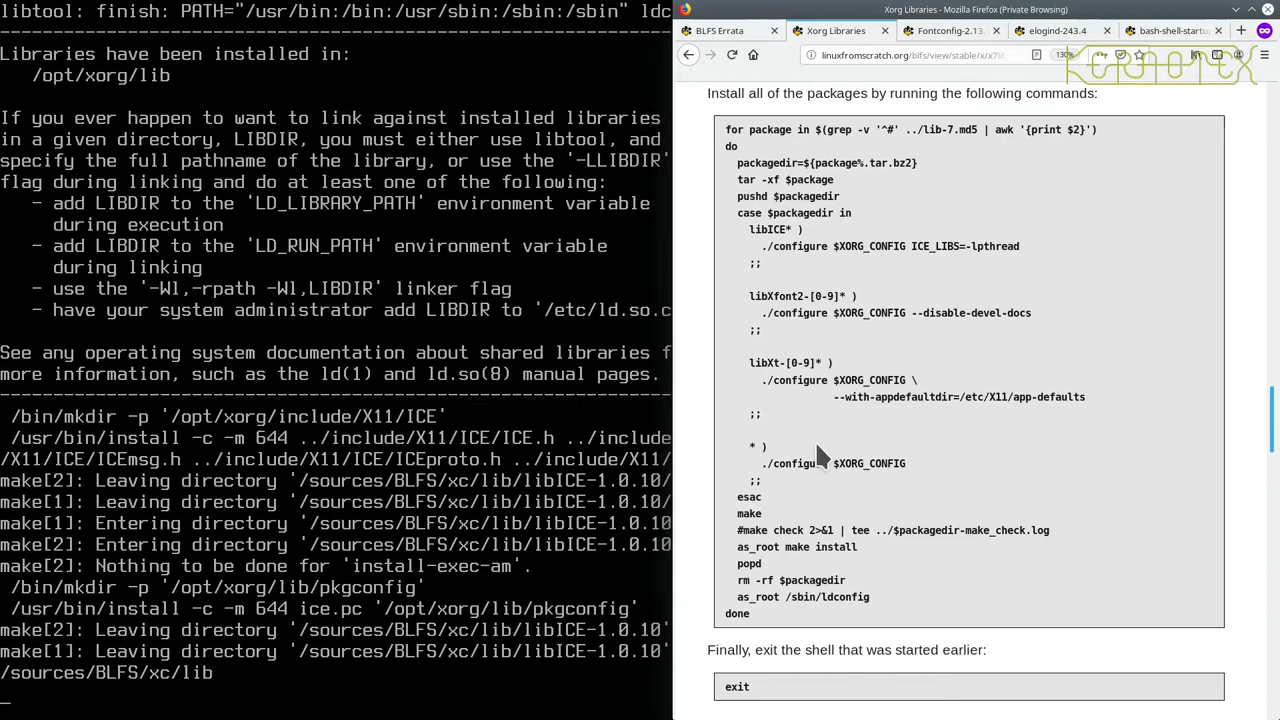 libtool: finish: PATH="/usr/bin:/bin:/usr/sbin:/sbin:/sbin" ldc
----------------------------------------------------------------------
Libraries have been installed in:
   /opt/xorg/lib
If you ever happen to want to link against installed libraries
in a given directory, LIBDIR, you must either use libtool, and
specify the full pathname of the library, or use the '-LLIBDIR'
flag during linking and do at least one of the following:
   - add LIBDIR to the 'LD_LIBRARY_PATH' environment variable
     during execution
   - add LIBDIR to the 'LD_RUN_PATH' environment variable
     during linking
   - use the '-Wl,-rpath -Wl,LIBDIR' linker flag
   - have your system administrator add LIBDIR to '/etc/ld.so.c
See any operating system documentation about shared libraries f
more information, such as the ld(1) and ld.so(8) manual pages.
----------------------------------------------------------------------
 /bin/mkdir -p '/opt/xorg/include/X11/ICE'
 /usr/bin/install -c -m 644 ../include/X11/ICE/ICE.h ../include
/X11/ICE/ICEmsg.h ../include/X11/ICE/ICEproto.h ../include/X11/
make[2]: Leaving directory '/sources/BLFS/xc/lib/libICE-1.0.10/
make[1]: Leaving directory '/sources/BLFS/xc/lib/libICE-1.0.10/
make[1]: Entering directory '/sources/BLFS/xc/lib/libICE-1.0.10
make[2]: Entering directory '/sources/BLFS/xc/lib/libICE-1.0.10
make[2]: Nothing to be done for 'install-exec-am'.
 /bin/mkdir -p '/opt/xorg/lib/pkgconfig'
 /usr/bin/install -c -m 644 ice.pc '/opt/xorg/lib/pkgconfig'
make[2]: Leaving directory '/sources/BLFS/xc/lib/libICE-1.0.10'
make[1]: Leaving directory '/sources/BLFS/xc/lib/libICE-1.0.10'
/sources/BLFS/xc/lib
_
Xorg Libraries - Mozilla Firefox (Private Browsing)
BLFS Errata
Xorg Libraries
Fontconfig-2.13.
elogind-243.4
bash-shell-startu
linuxfromscratch.org/blfs/view/stable/x/x7l
130%
Install all of the packages by running the following commands:
for package in $(grep -v '^#' ../lib-7.md5 | awk '{print $2}')
do
  packagedir=${package%.tar.bz2}
  tar -xf $package
  pushd $packagedir
  case $packagedir in
    libICE* )
      ./configure $XORG_CONFIG ICE_LIBS=-lpthread
    ;;
    libXfont2-[0-9]* )
      ./configure $XORG_CONFIG --disable-devel-docs
    ;;
    libXt-[0-9]* )
      ./configure $XORG_CONFIG \
                  --with-appdefaultdir=/etc/X11/app-defaults
    ;;
    * )
      ./configure $XORG_CONFIG
    ;;
  esac
  make
  #make check 2>&1 | tee ../$packagedir-make_check.log
  as_root make install
  popd
  rm -rf $packagedir
  as_root /sbin/ldconfig
done
Finally, exit the shell that was started earlier:
exit